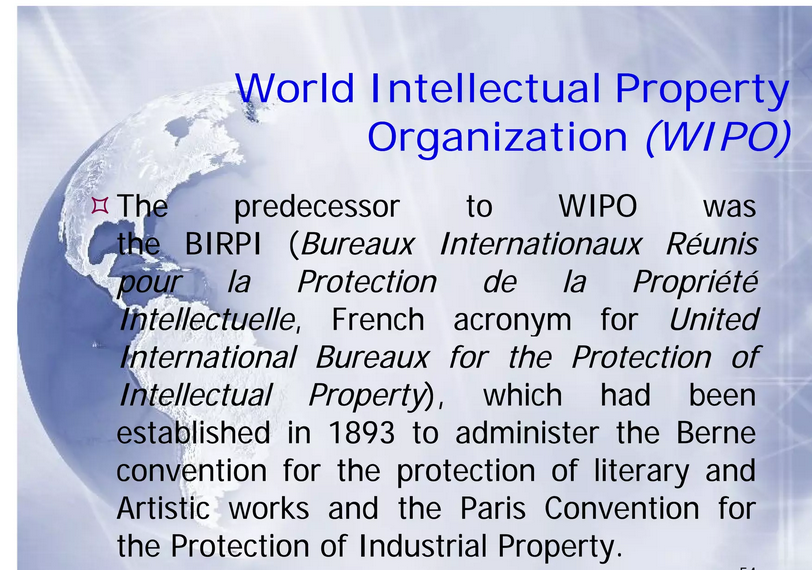 World Intellectual Property
Organization (WIPO)
The predecessor to WIPO was
the BIRPI (Bureaux Internationaux Réunis
pour la Protection de la Propriété
Intellectuelle, French acronym for United
International Bureaux for the Protection of
Intellectual Property), which had been
established in 1893 to administer the Berne
convention for the protection of literary and
Artistic works and the Paris Convention for
the Protection of Industrial Property.